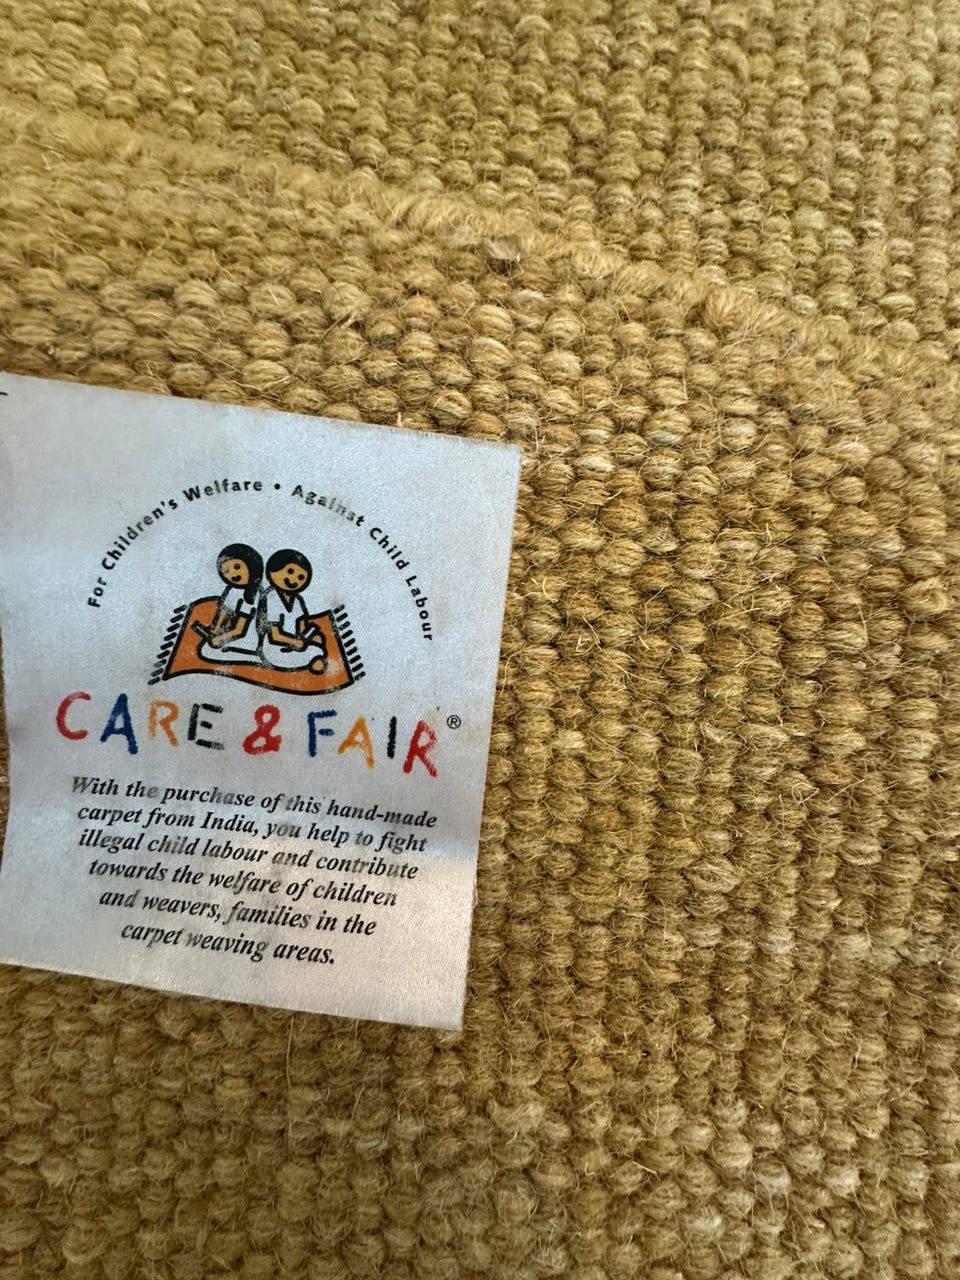 For Children's Welfare • Against Child Labour
CARE & FAIR®
With the purchase of this hand-made
carpet from India, you help to fight
illegal child labour and contribute
towards the welfare of children
and weavers, families in the
carpet weaving areas.